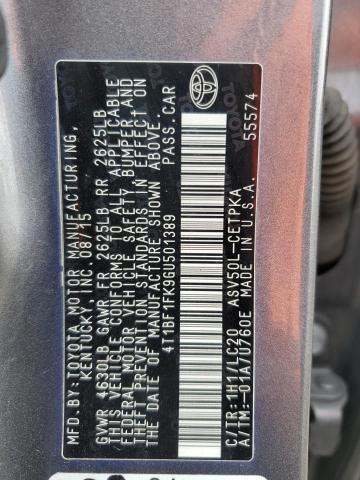 MFD.BY: TOYOTA MOTOR MANUFACTURING,
KENTUCKY, INC. 08/15
GVWR 4630LB GAWR FR 2625LB RR 2625LB
THIS VEHICLE CONFORMS TO ALL APPLICABLE
FEDERAL MOTOR VEHICLE SAFETY, BUMPER AND
THEFT PREVENTION STANDARDS IN EFFECT ON
THE DATE OF MANUFACTURE SHOWN ABOVE.
4T1BF1FK9GU501389 PASS.CAR
C/TR:1H1/LC20 ASV50L-CETPKA
A/TM:-01A/U760E MADE IN U.S.A.
55574
TOYOTA